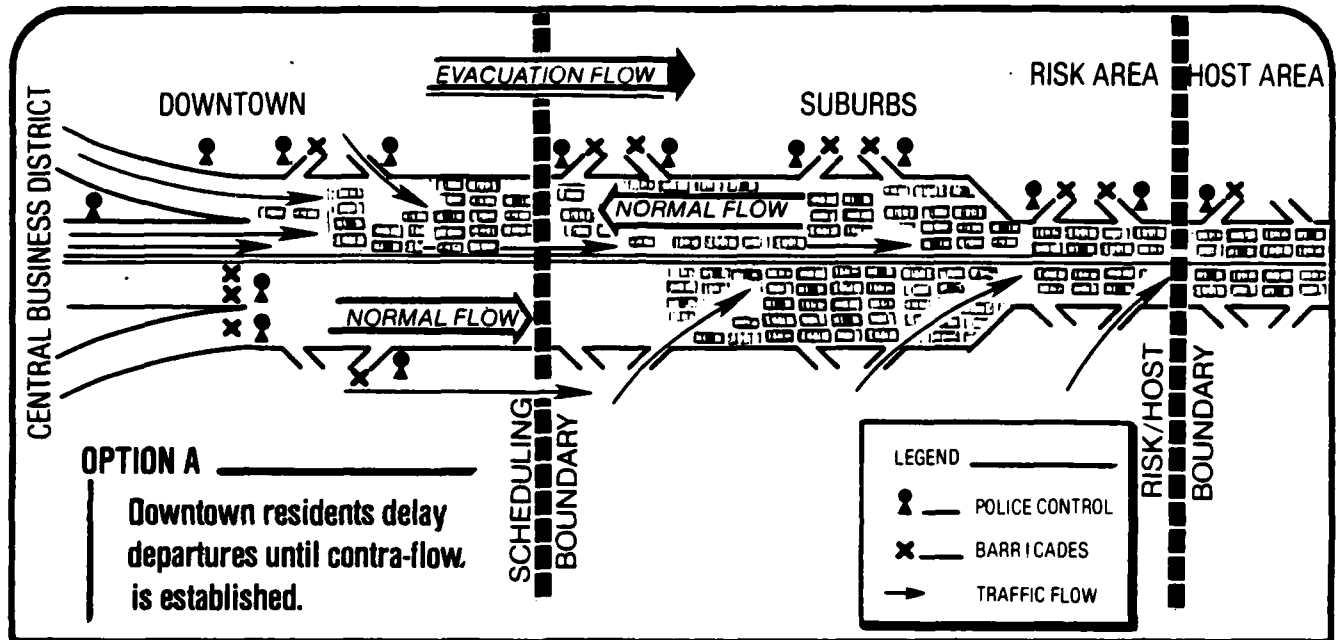 EVACUATION FLOW
RISK AREA
HOST AREA
DOWNTOWN
SUBURBS
CENTRAL BUSINESS DISTRICT
NORMAL FLOW
NORMAL FLOW
SCHEDULING
BOUNDARY
RISK/HOST
BOUNDARY
OPTION A
Downtown residents delay
departures until contra-flow
is established.
LEGEND
POLICE CONTROL
BARRICADES
TRAFFIC FLOW